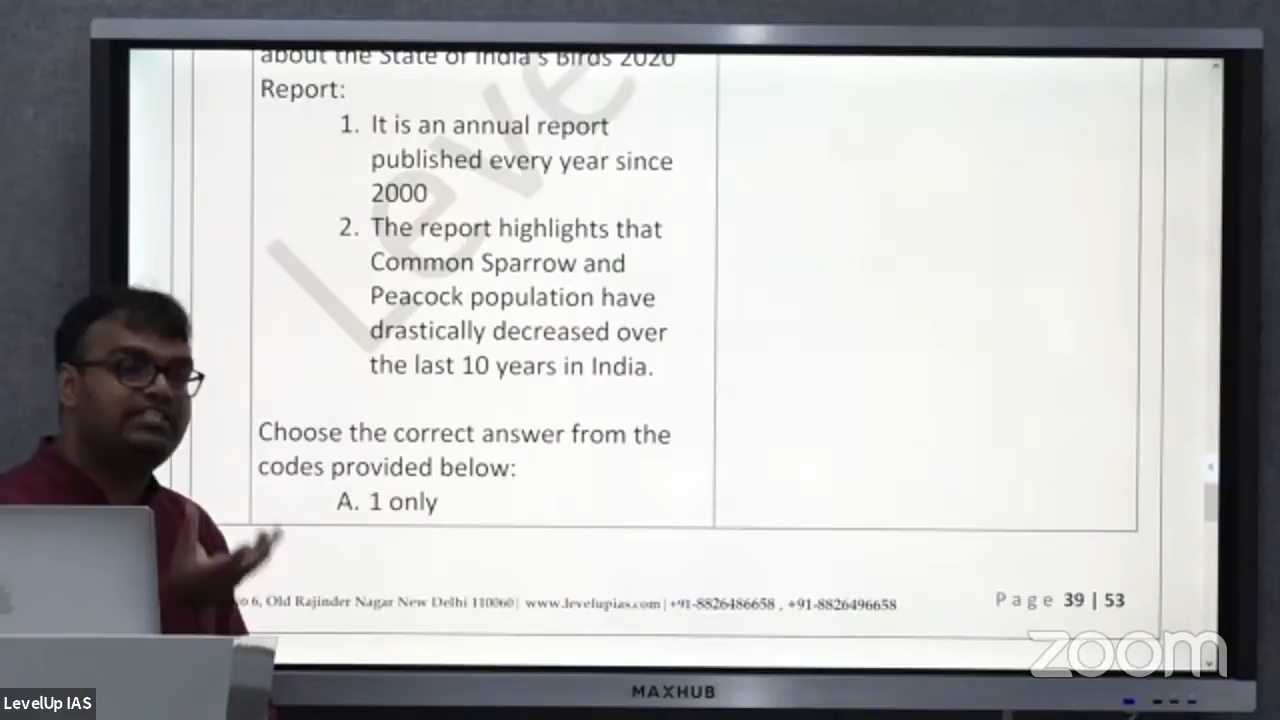 about the State of India's Birds 2020
Report:
1. It is an annual report
published every year since
2000
2. The report highlights that
Common Sparrow and
Peacock population have
drastically decreased over
the last 10 years in India.
Choose the correct answer from the
codes provided below:
A. 1 only
6, Old Rajinder Nagar New Delhi 110060| www.levelupias.com | +91-8826486658 , +91-8826496658
Page 39 | 53
Leve
zoom
MAXHUB
LevelUp IAS